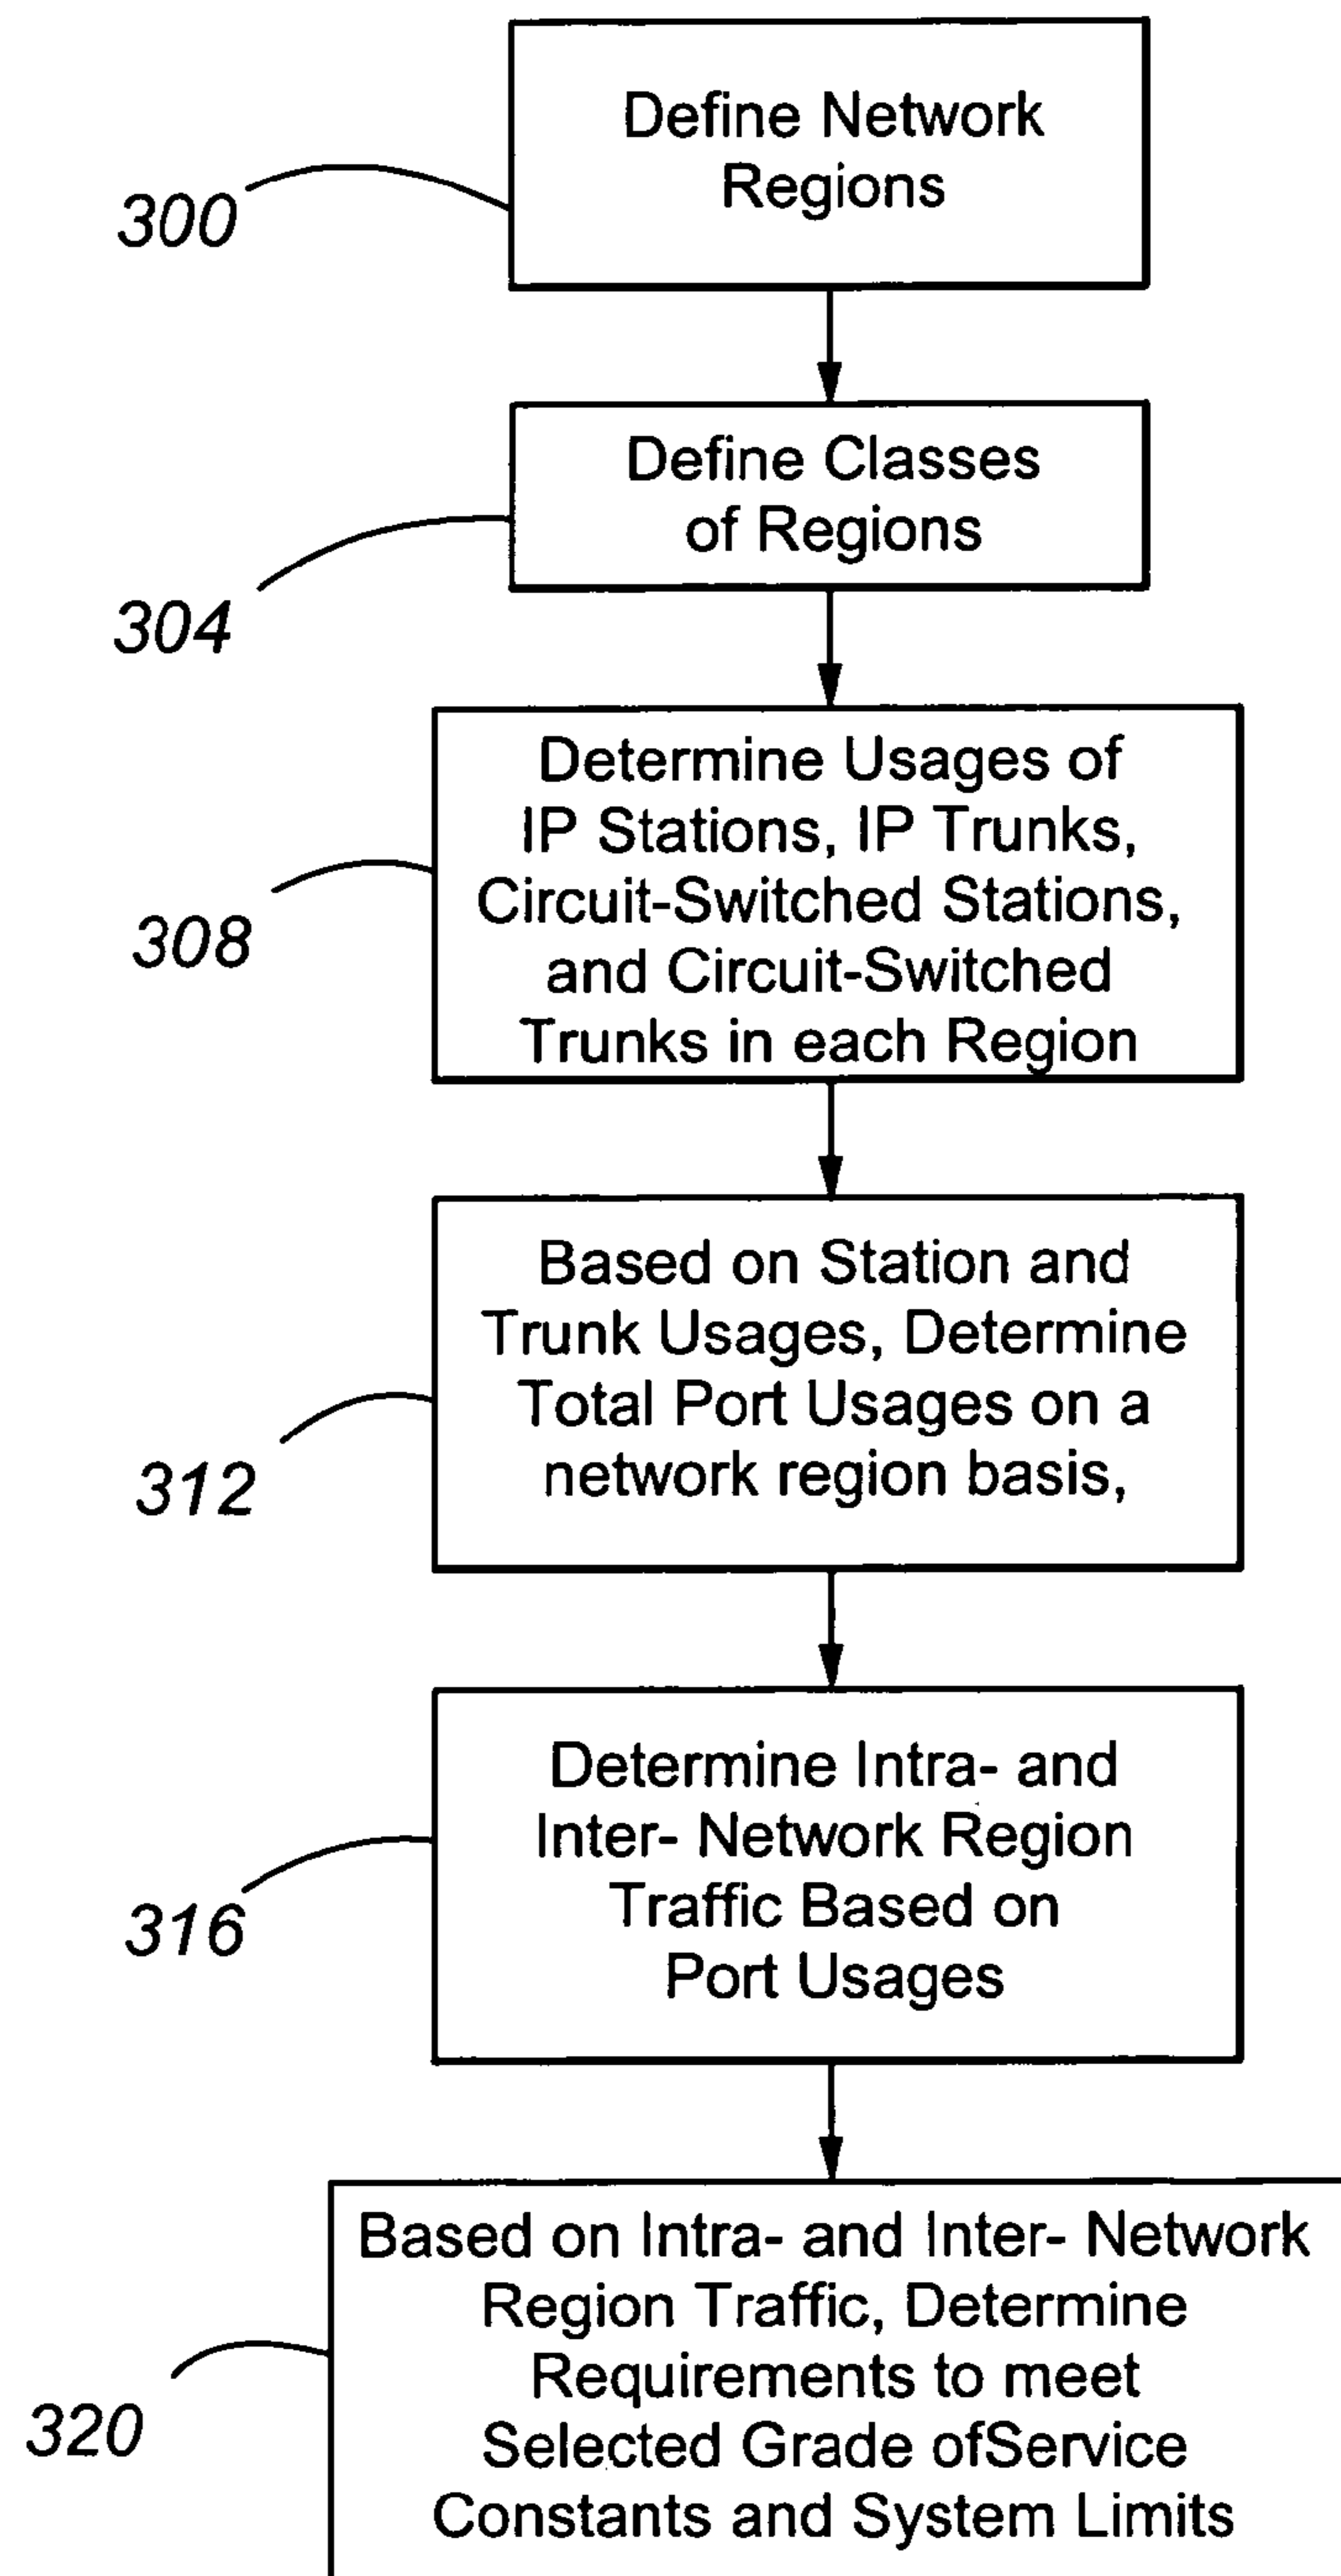 Define Network
Regions
300
Define Classes
of Regions
304
Determine Usages of
IP Stations, IP Trunks,
Circuit-Switched Stations,
and Circuit-Switched
Trunks in each Region
308
Based on Station and
Trunk Usages, Determine
Total Port Usages on a
network region basis,
312
Determine Intra- and
Inter- Network Region
Traffic Based on
Port Usages
316
Based on Intra- and Inter- Network
Region Traffic, Determine
Requirements to meet
Selected Grade ofService
Constants and System Limits
320